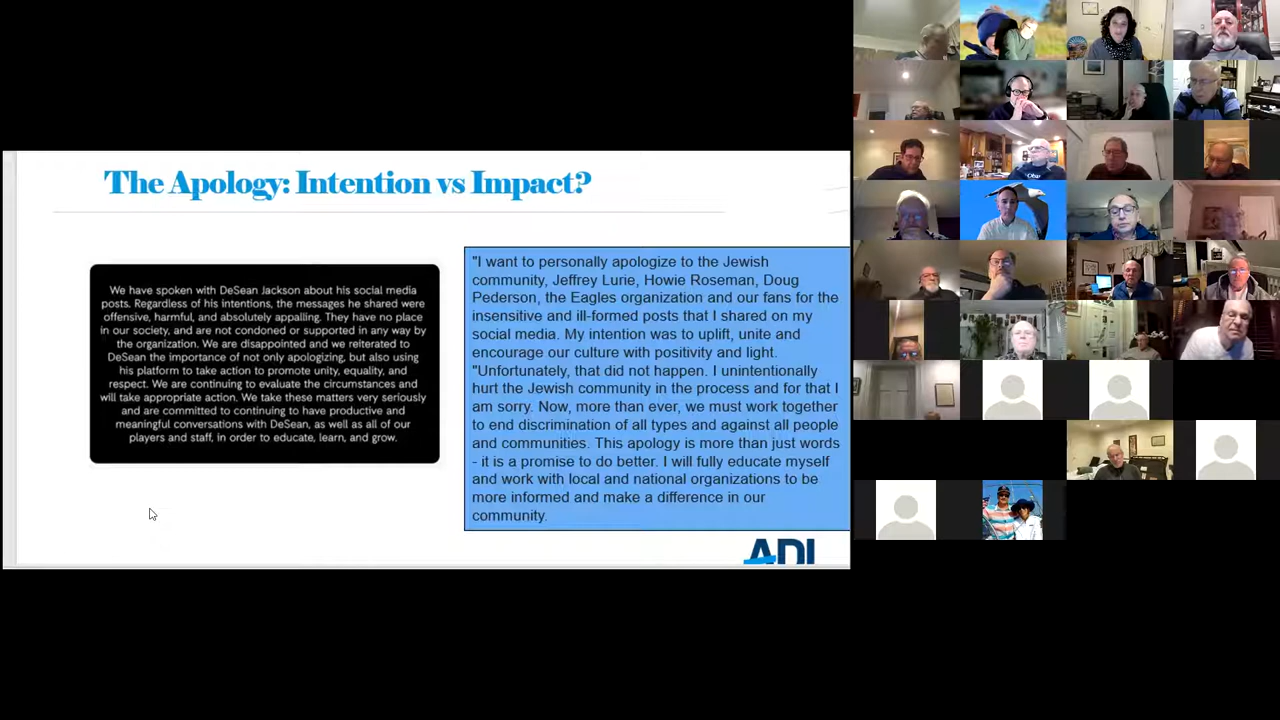 The Apology: Intention vs Impact?
We have spoken with DeSean Jackson about his social media
posts. Regardless of his intentions, the messages he shared were
offensive, harmful, and absolutely appalling. They have no place
in our society, and are not condoned or supported in any way by
the organization. We are disappointed and we reiterated to
DeSean the importance of not only apologizing, but also using
his platform to take action to promote unity, equality, and
respect. We are continuing to evaluate the circumstances and
will take appropriate action. We take these matters very seriously
and are committed to continuing to have productive and
meaningful conversations with DeSean, as well as all of our
players and staff, in order to educate, learn, and grow.
"I want to personally apologize to the Jewish
community, Jeffrey Lurie, Howie Roseman, Doug
Pederson, the Eagles organization and our fans for the
insensitive and ill-formed posts that I shared on my
social media. My intention was to uplift, unite and
encourage our culture with positivity and light.
"Unfortunately, that did not happen. I unintentionally
hurt the Jewish community in the process and for that I
am sorry. Now, more than ever, we must work together
to end discrimination of all types and against all people
and communities. This apology is more than just words
- it is a promise to do better. I will fully educate myself
and work with local and national organizations to be
more informed and make a difference in our
community.
ADL